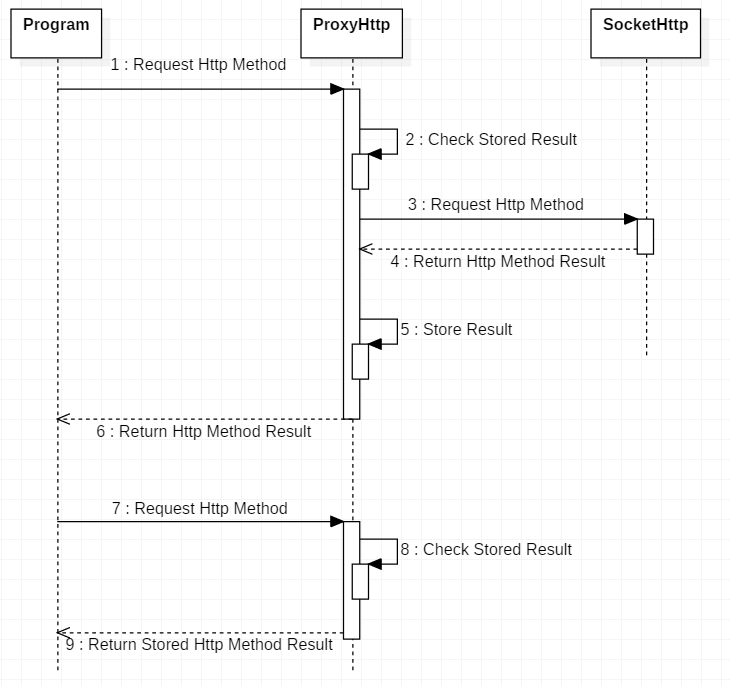 Program
ProxyHttp
SocketHttp
1 : Request Http Method
2 : Check Stored Result
3 : Request Http Method
4 : Return Http Method Result
5 : Store Result
6 : Return Http Method Result
7 : Request Http Method
8 : Check Stored Result
9 : Return Stored Http Method Result